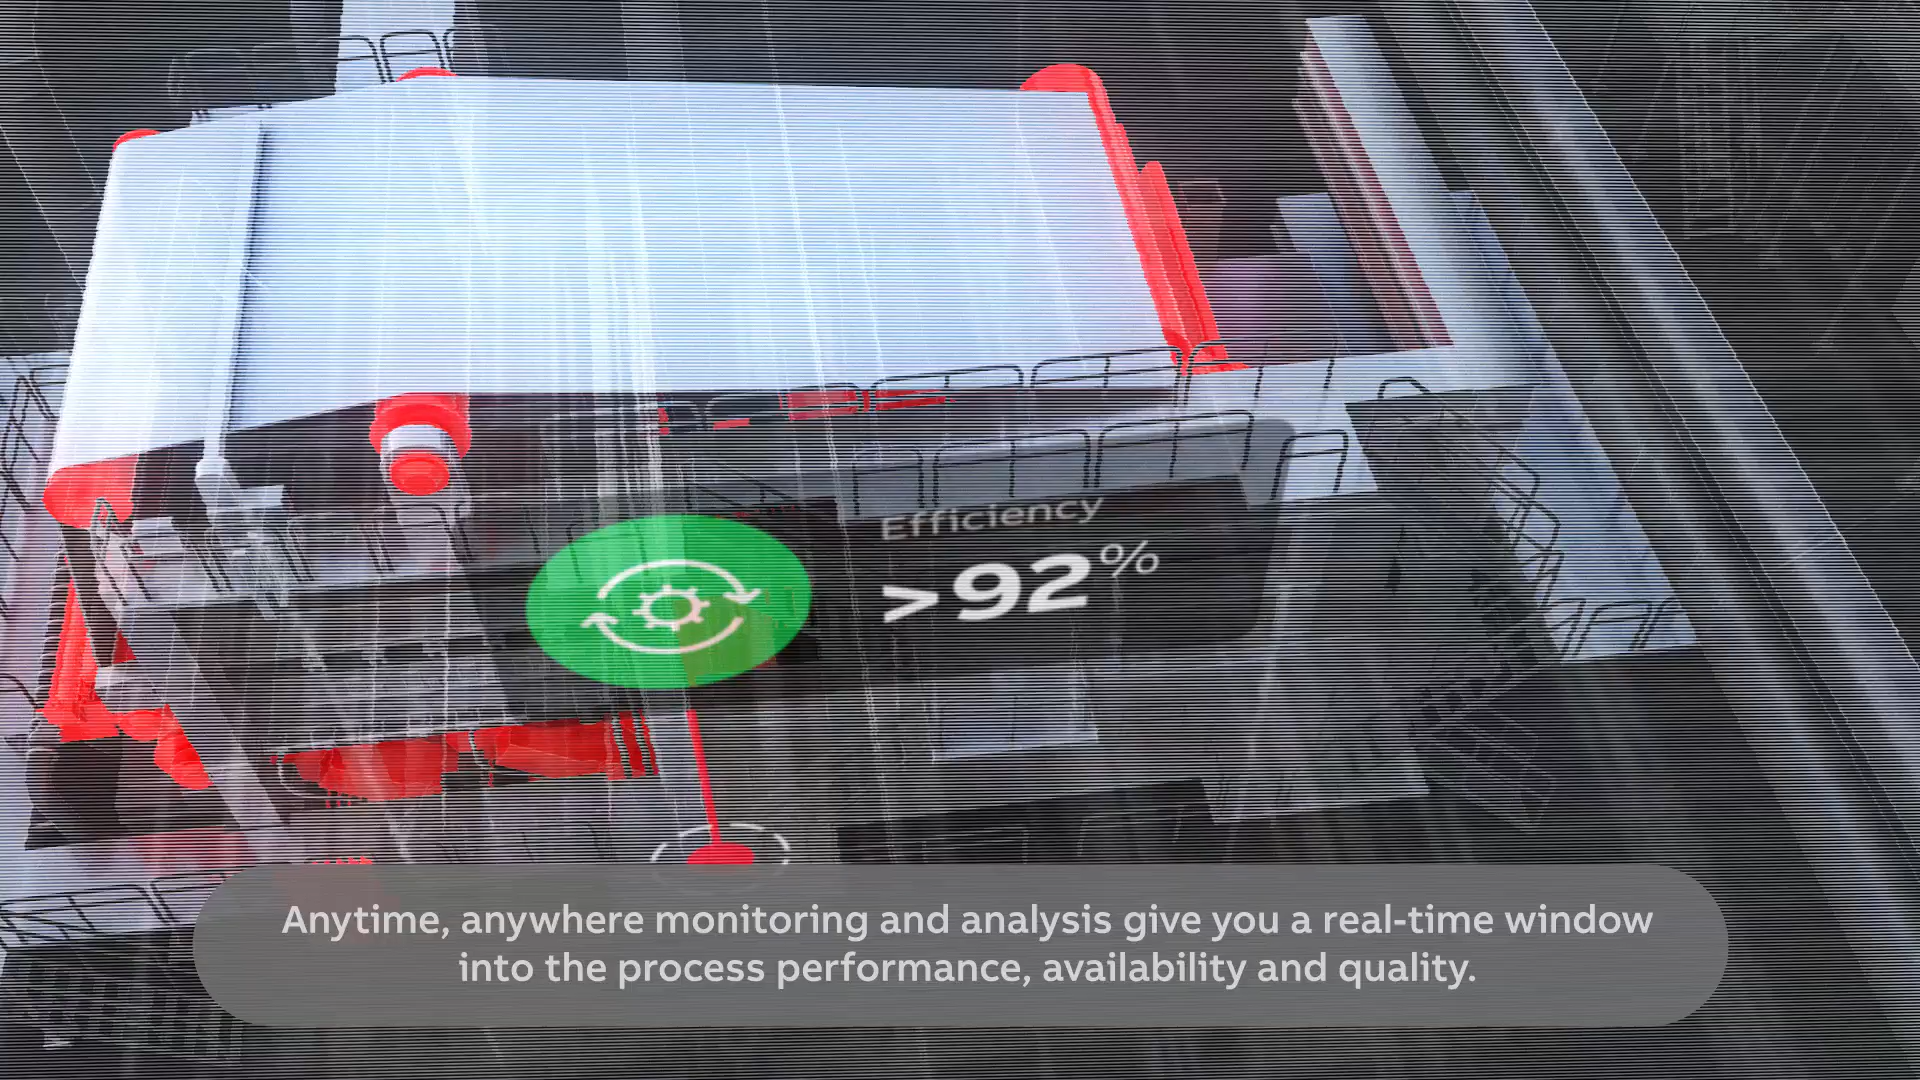 Efficiency
>92%
Anytime, anywhere monitoring and analysis give you a real-time window
into the process performance, availability and quality.